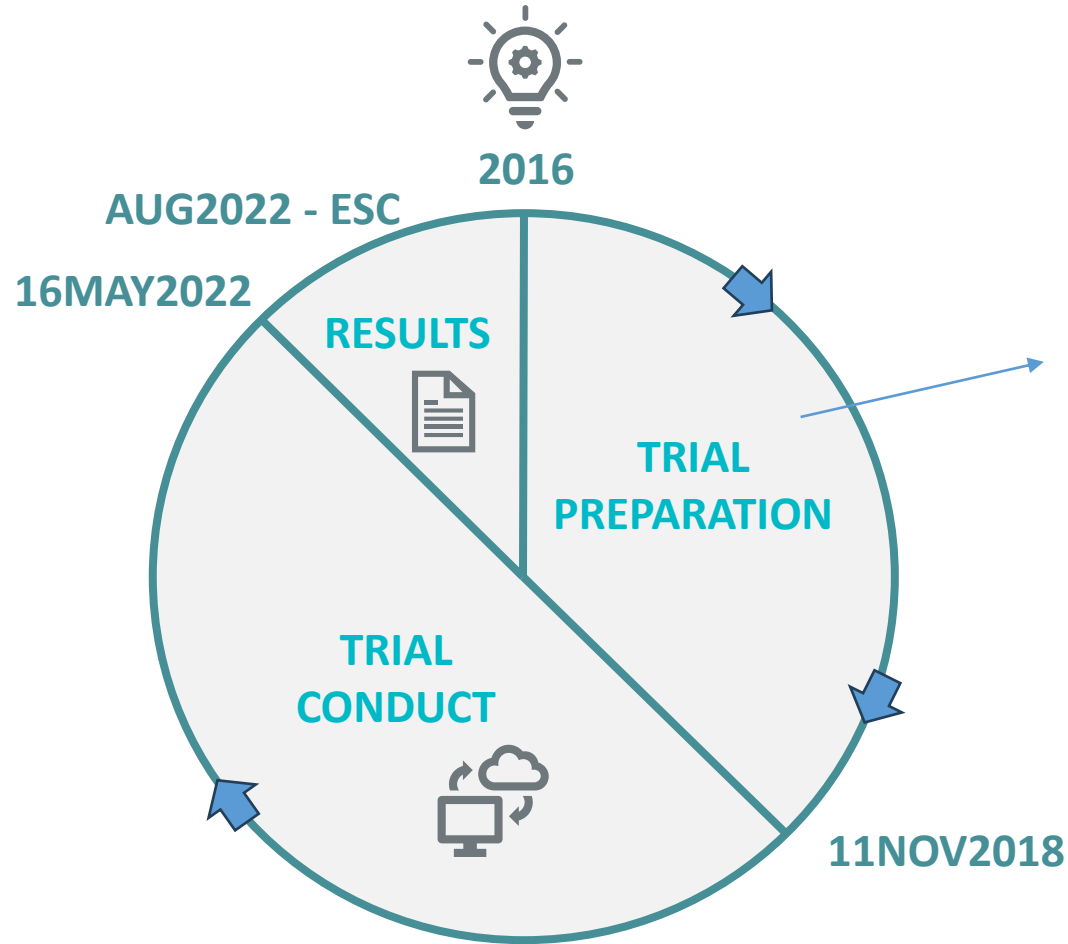 2016
AUG2022 - ESC
16MAY2022
RESULTS
TRIAL
PREPARATION
TRIAL
CONDUCT
11NOV2018